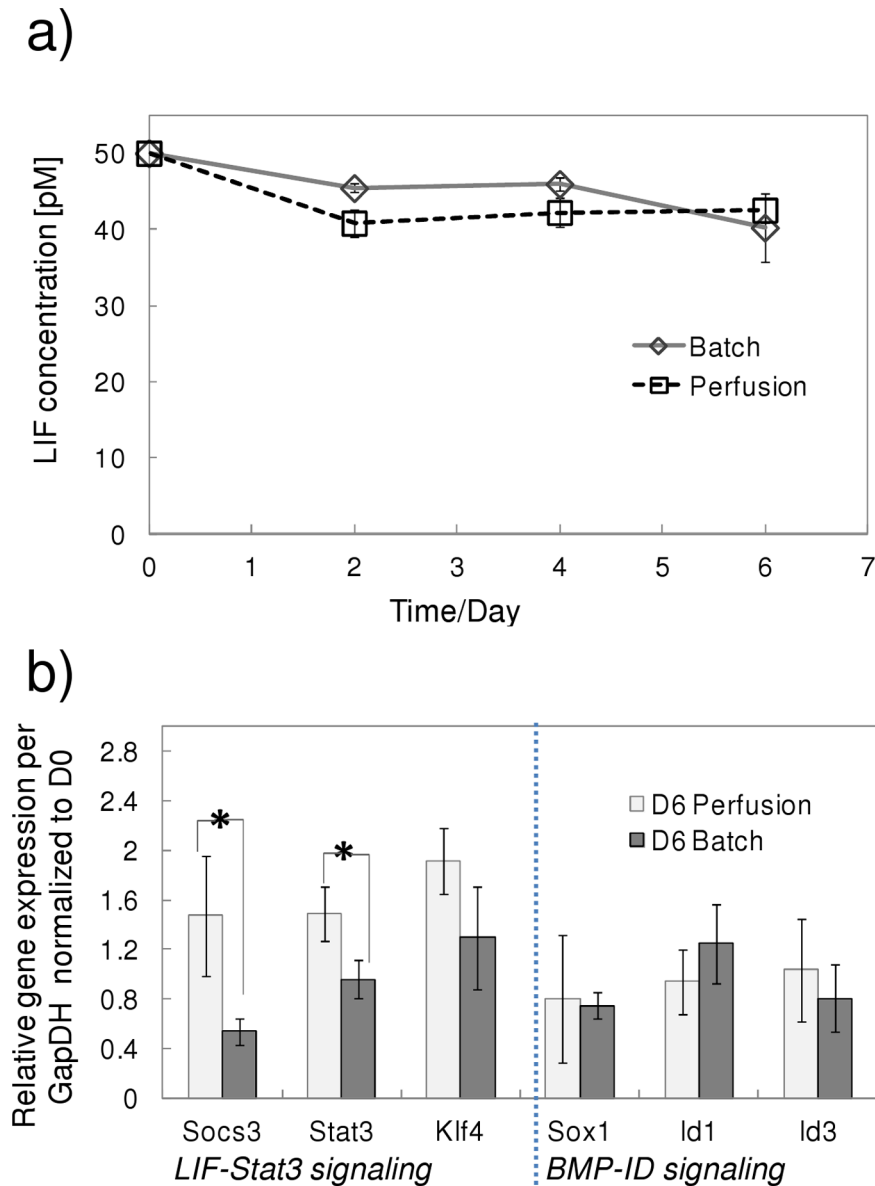 a)
LIF concentration [pM]
50
40
30
20
10
0
0 1 2 3 4 5 6 7
Time/Day
Batch
Perfusion
b)
Relative gene expression per
GapDH normalized to D0
2.8
2.4
2
1.6
1.2
0.8
0.4
0
*
*
D6 Perfusion
D6 Batch
Socs3 Stat3 Klf4 Sox1 Id1 Id3
LIF-Stat3 signaling BMP-ID signaling